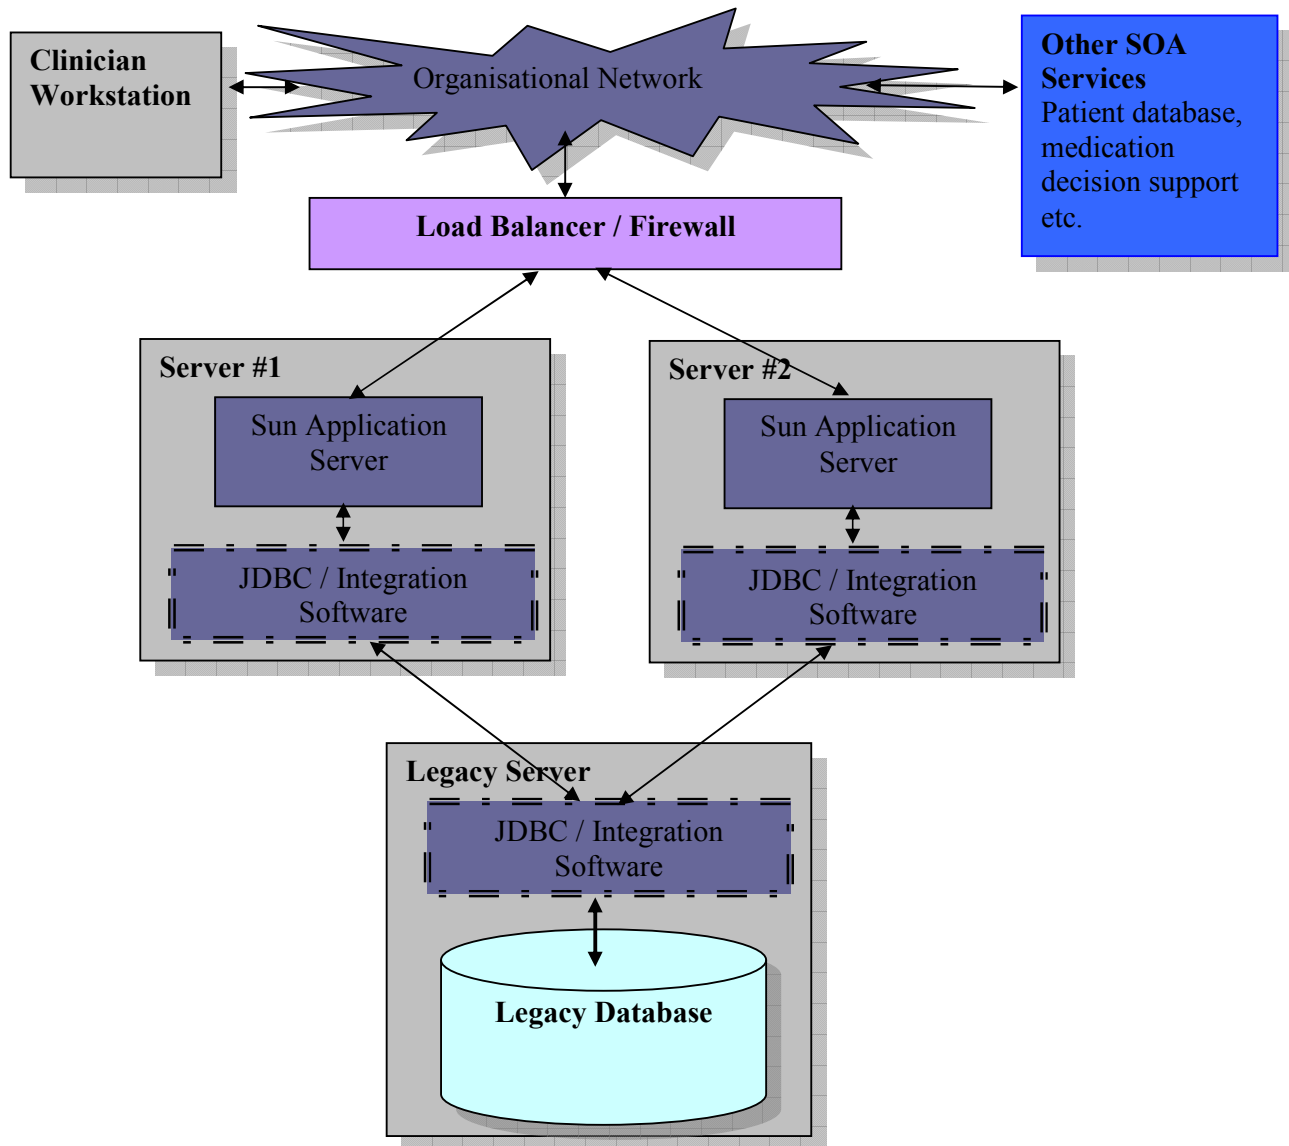 Clinician
Workstation
Organisational Network
Other SOA
Services
Patient database,
medication
decision support
etc.
Load Balancer / Firewall
Server #1
Sun Application
Server
JDBC / Integration
Software
Server #2
Sun Application
Server
JDBC / Integration
Software
Legacy Server
JDBC / Integration
Software
Legacy Database